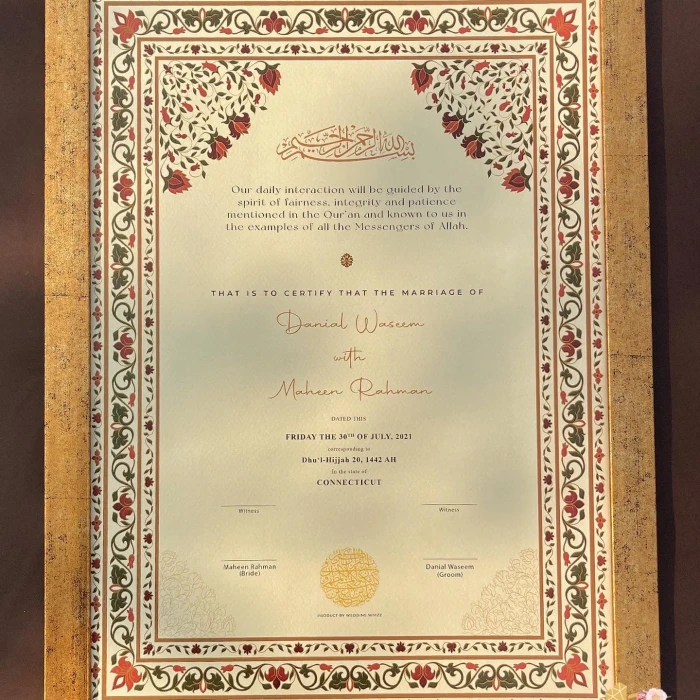 بسم الله الرحمن الرحيم
Our daily interaction will be guided by the
spirit of fairness, integrity and patience
mentioned in the Qur'an and known to us in
the examples of all the Messengers of Allah.
THAT IS TO CERTIFY THAT THE MARRIAGE OF
Danial Waseem
with
Maheen Rahman
DATED THIS
FRIDAY THE 30TH OF JULY, 2021
corresponding to
Dhu'l-Hijjah 20, 1442 AH
In the state of
CONNECTICUT
Witness
Witness
Maheen Rahman
(Bride)
Danial Waseem
(Groom)
PRODUCT BY WEDDING WHIZZ